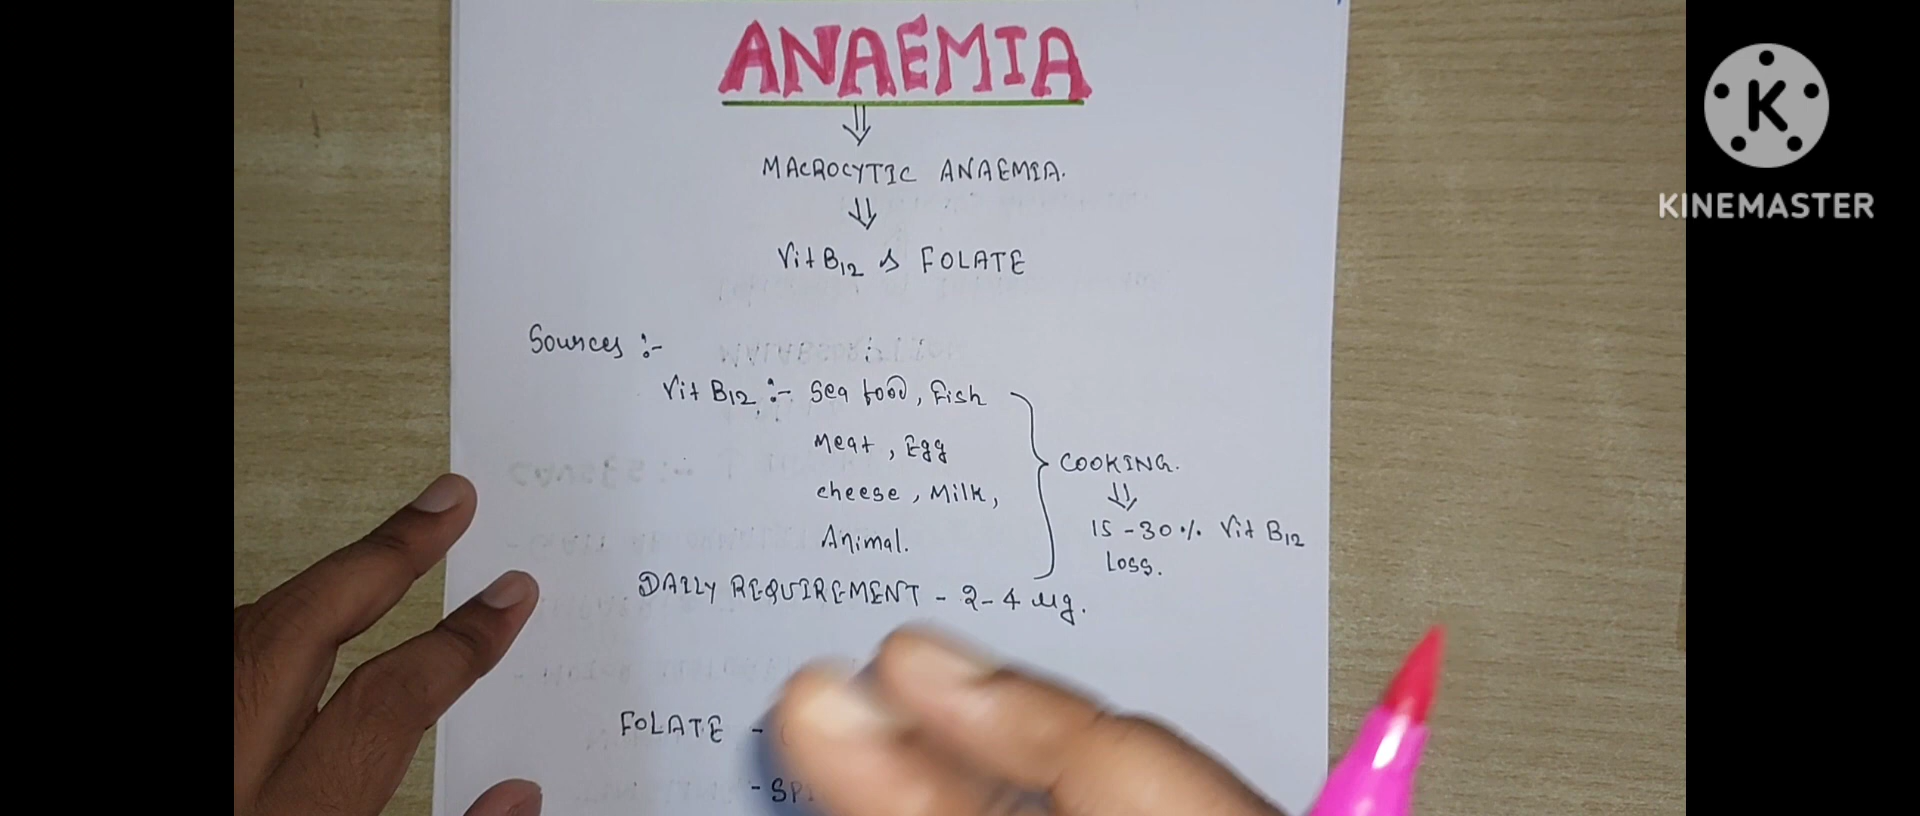 ANAEMIA
⇓
MACROCYTIC ANAEMIA.
⇓
Vit B12 & FOLATE
Sources :-
Vit B12 :- Sea food, Fish
Meat, Egg
cheese, Milk,
Animal.
COOKING.
⇓
15-30% Vit B12
Loss.
DAILY REQUIREMENT - 2-4 µg.
FOLATE -
K
KINEMASTER